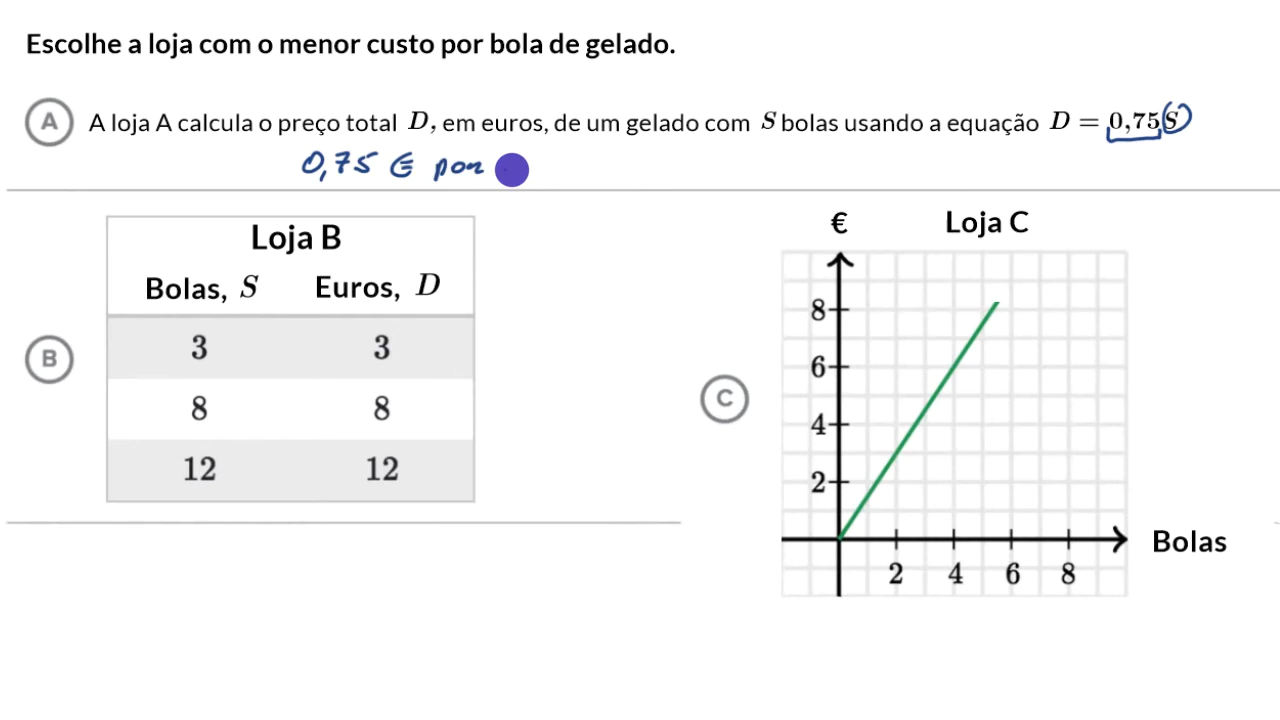 Escolhe a loja com o menor custo por bola de gelado.
A A loja A calcula o preço total D, em euros, de um gelado com S bolas usando a equação D = 0,75S
0,75 € por
Loja B
Bolas, S Euros, D
3 3
B
8 8
12 12
€ Loja C
8
6
C
4
2
Bolas
2 4 6 8